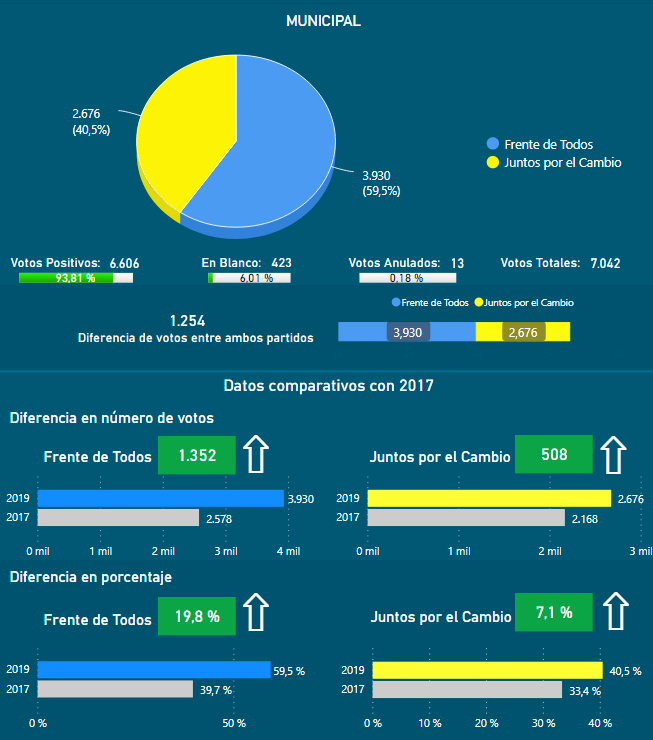 MUNICIPAL
2.676
(40,5%)
3.930
(59,5%)
Frente de Todos
Juntos por el Cambio
Votos Positivos: 6.606
93,81 %
En Blanco: 423
6,01 %
Votos Anulados: 13
0,18 %
Votos Totales: 7.042
1.254
Diferencia de votos entre ambos partidos
Frente de Todos Juntos por el Cambio
3,930 2,676
Datos comparativos con 2017
Diferencia en número de votos
Frente de Todos 1.352
2019 3.930
2017 2.578
0 mil 1 mil 2 mil 3 mil 4 mil
Juntos por el Cambio 508
2019 2.676
2017 2.168
0 mil 1 mil 2 mil 3 mil
Diferencia en porcentaje
Frente de Todos 19,8 %
2019 59,5 %
2017 39,7 %
0 % 50 %
Juntos por el Cambio 7,1 %
2019 40,5 %
2017 33,4 %
0 % 10 % 20 % 30 % 40 %